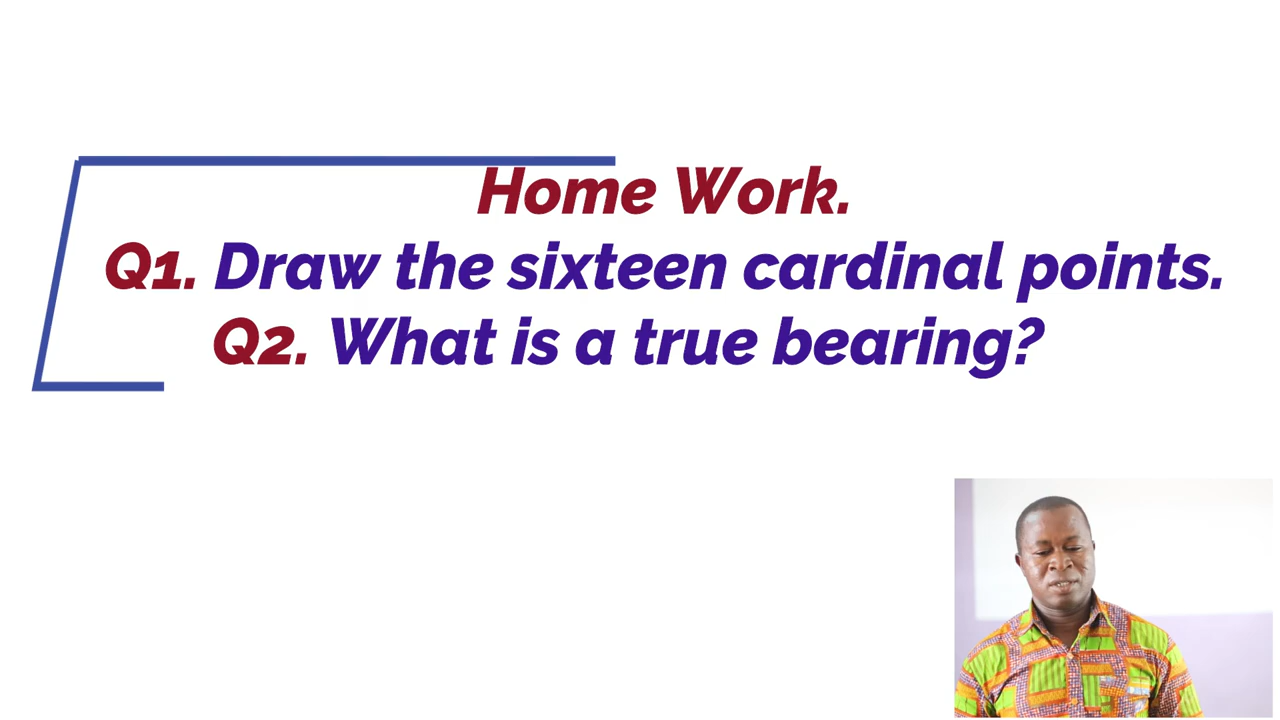 Home Work.
Q1. Draw the sixteen cardinal points.
Q2. What is a true bearing?